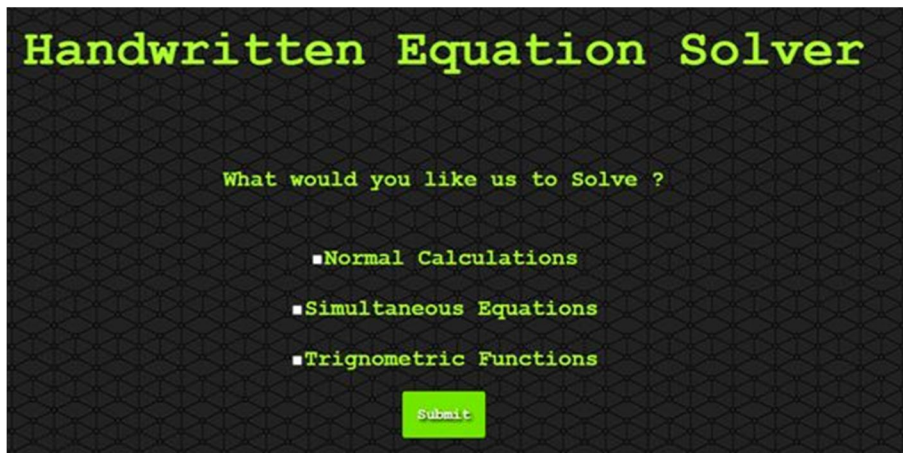 Handwritten Equation Solver
What would you like us to Solve ?
Normal Calculations
Simultaneous Equations
Trignometric Functions
Submit